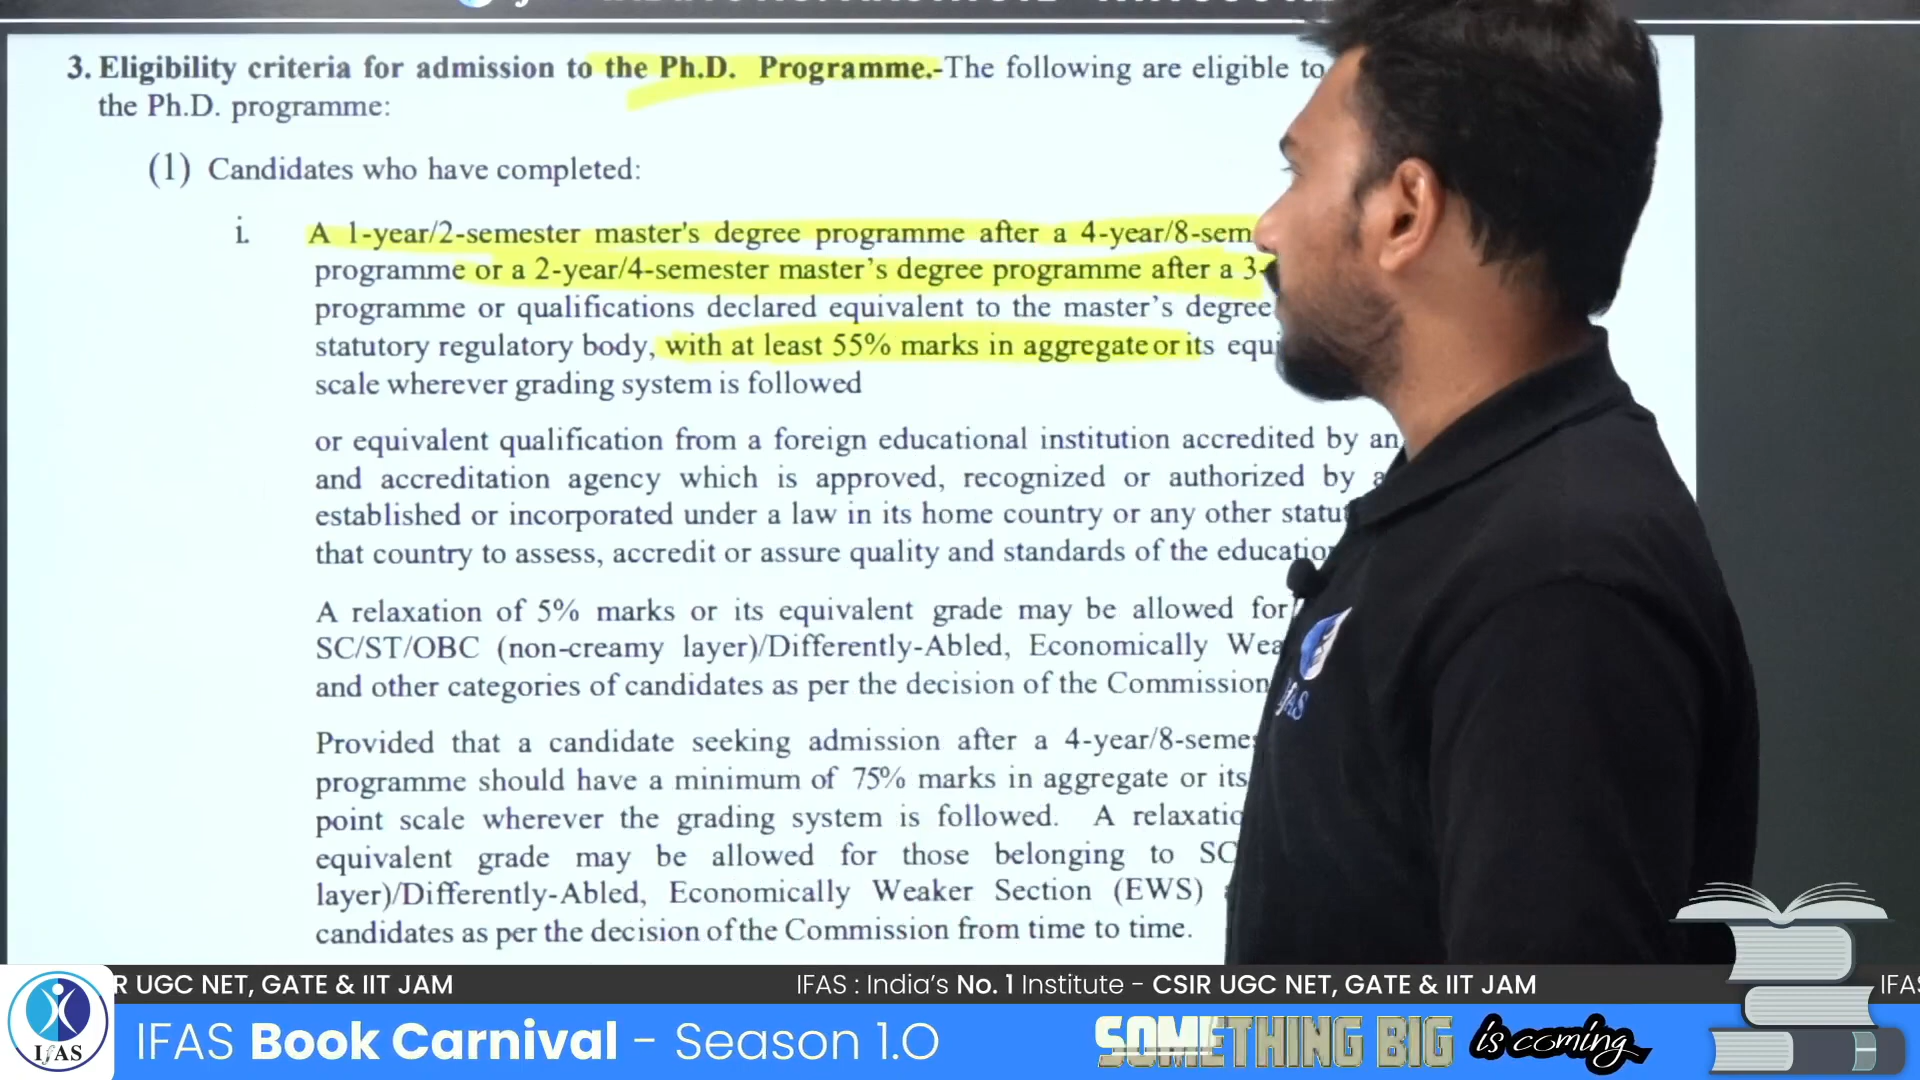 3. Eligibility criteria for admission to the Ph.D. Programme.-The following are eligible to
the Ph.D. programme:
(1) Candidates who have completed:
i. A 1-year/2-semester master's degree programme after a 4-year/8-sem
programme or a 2-year/4-semester master’s degree programme after a 3-
programme or qualifications declared equivalent to the master’s degree
statutory regulatory body, with at least 55% marks in aggregate or its equi
scale wherever grading system is followed
or equivalent qualification from a foreign educational institution accredited by an
and accreditation agency which is approved, recognized or authorized by a
established or incorporated under a law in its home country or any other statu
that country to assess, accredit or assure quality and standards of the educatio
A relaxation of 5% marks or its equivalent grade may be allowed for
SC/ST/OBC (non-creamy layer)/Differently-Abled, Economically Wea
and other categories of candidates as per the decision of the Commission
Provided that a candidate seeking admission after a 4-year/8-seme
programme should have a minimum of 75% marks in aggregate or its
point scale wherever the grading system is followed. A relaxatio
equivalent grade may be allowed for those belonging to SC
layer)/Differently-Abled, Economically Weaker Section (EWS)
candidates as per the decision of the Commission from time to time.
IFAS
R UGC NET, GATE & IIT JAM IFAS : India’s No. 1 Institute - CSIR UGC NET, GATE & IIT JAM IFAS
IFAS
IFAS Book Carnival - Season 1.0 SOMETHING BIG is coming